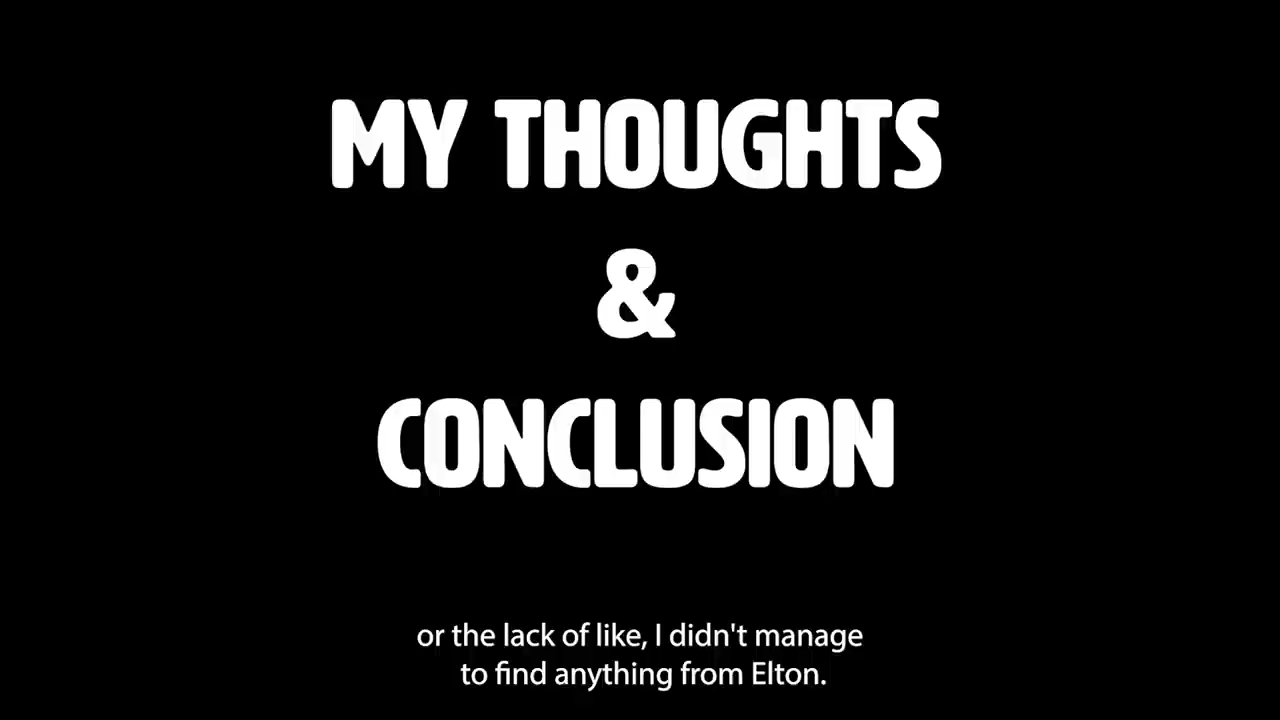 MY THOUGHTS
&
CONCLUSION
or the lack of like, I didn't manage
to find anything from Elton.